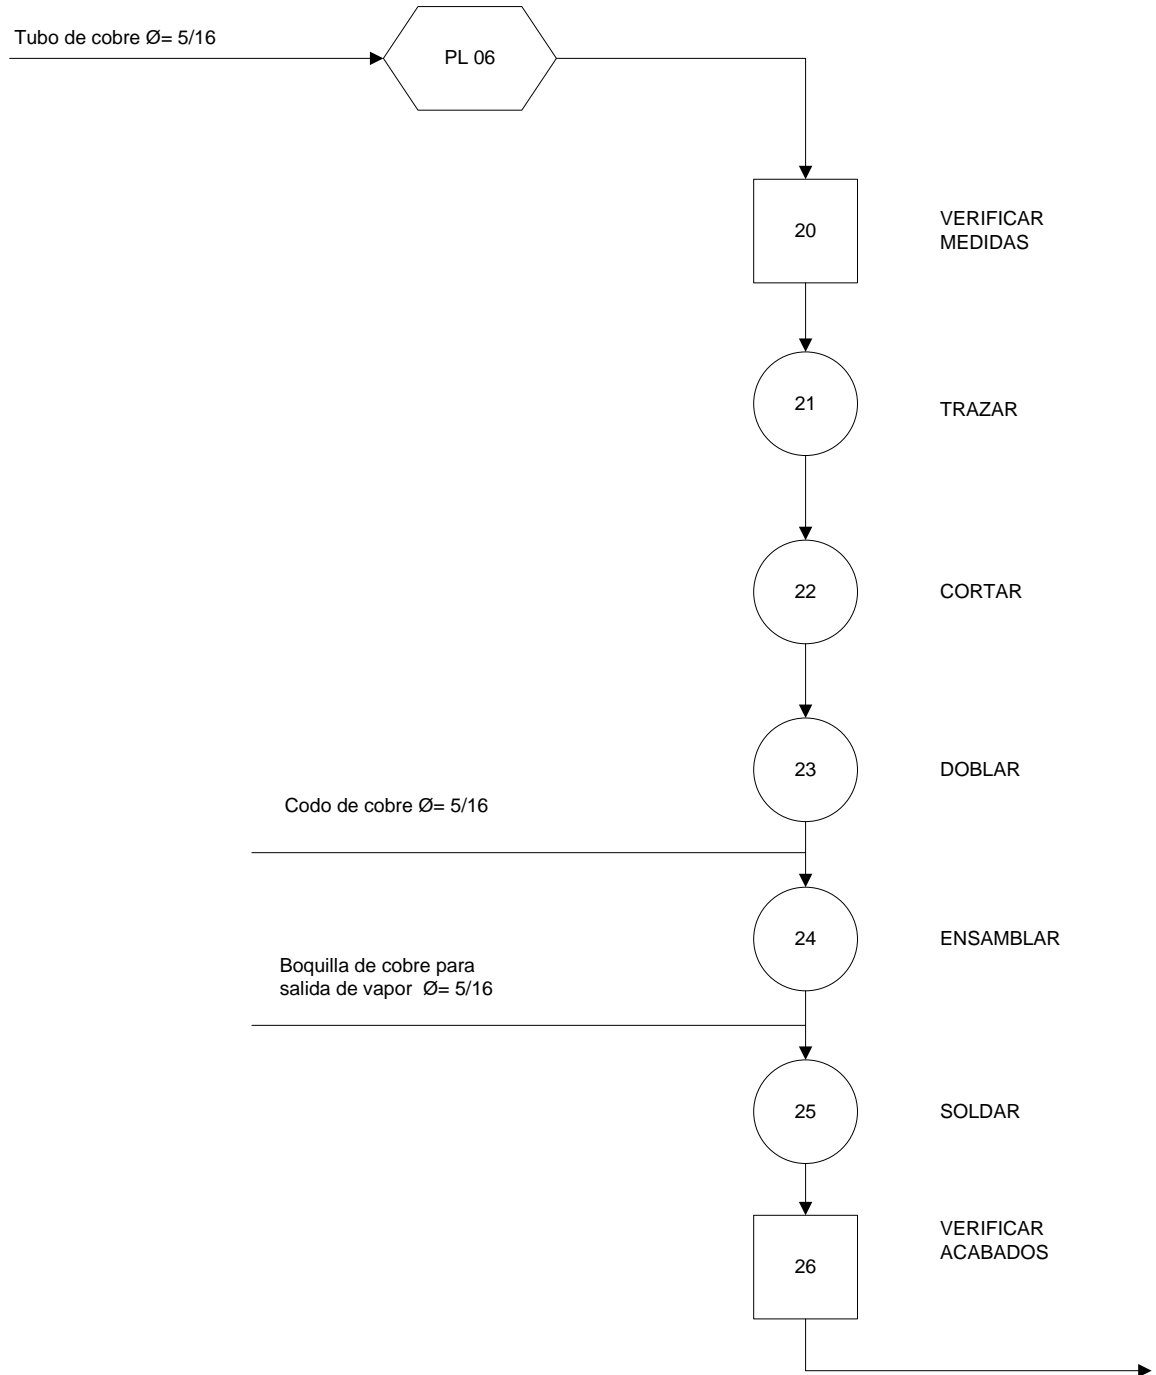 Tubo de cobre Ø= 5/16
PL 06
20
VERIFICAR
MEDIDAS
21
TRAZAR
22
CORTAR
23
DOBLAR
Codo de cobre Ø= 5/16
24
ENSAMBLAR
Boquilla de cobre para
salida de vapor Ø= 5/16
25
SOLDAR
26
VERIFICAR
ACABADOS